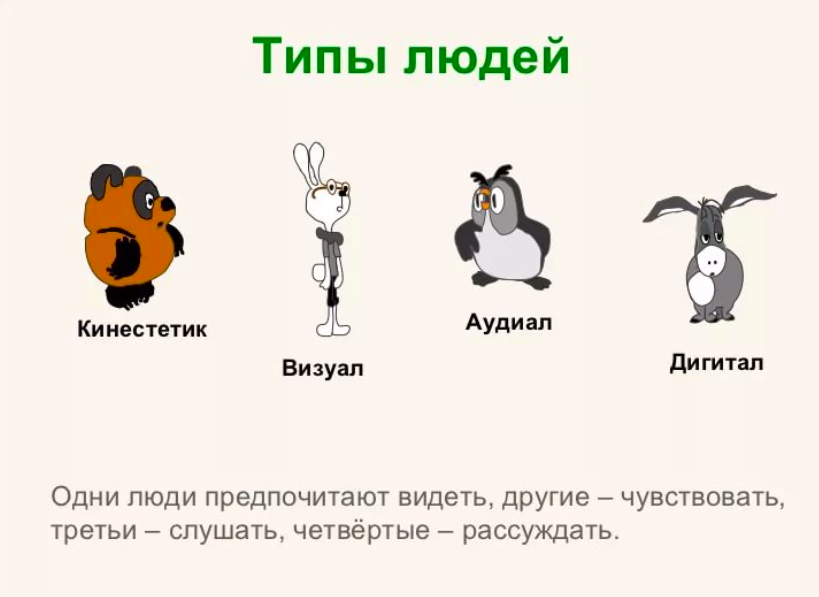 Типы людей
Кинестетик
Визуал
Аудиал
Дигитал
Одни люди предпочитают видеть, другие – чувствовать,
третьи – слушать, четвёртые – рассуждать.